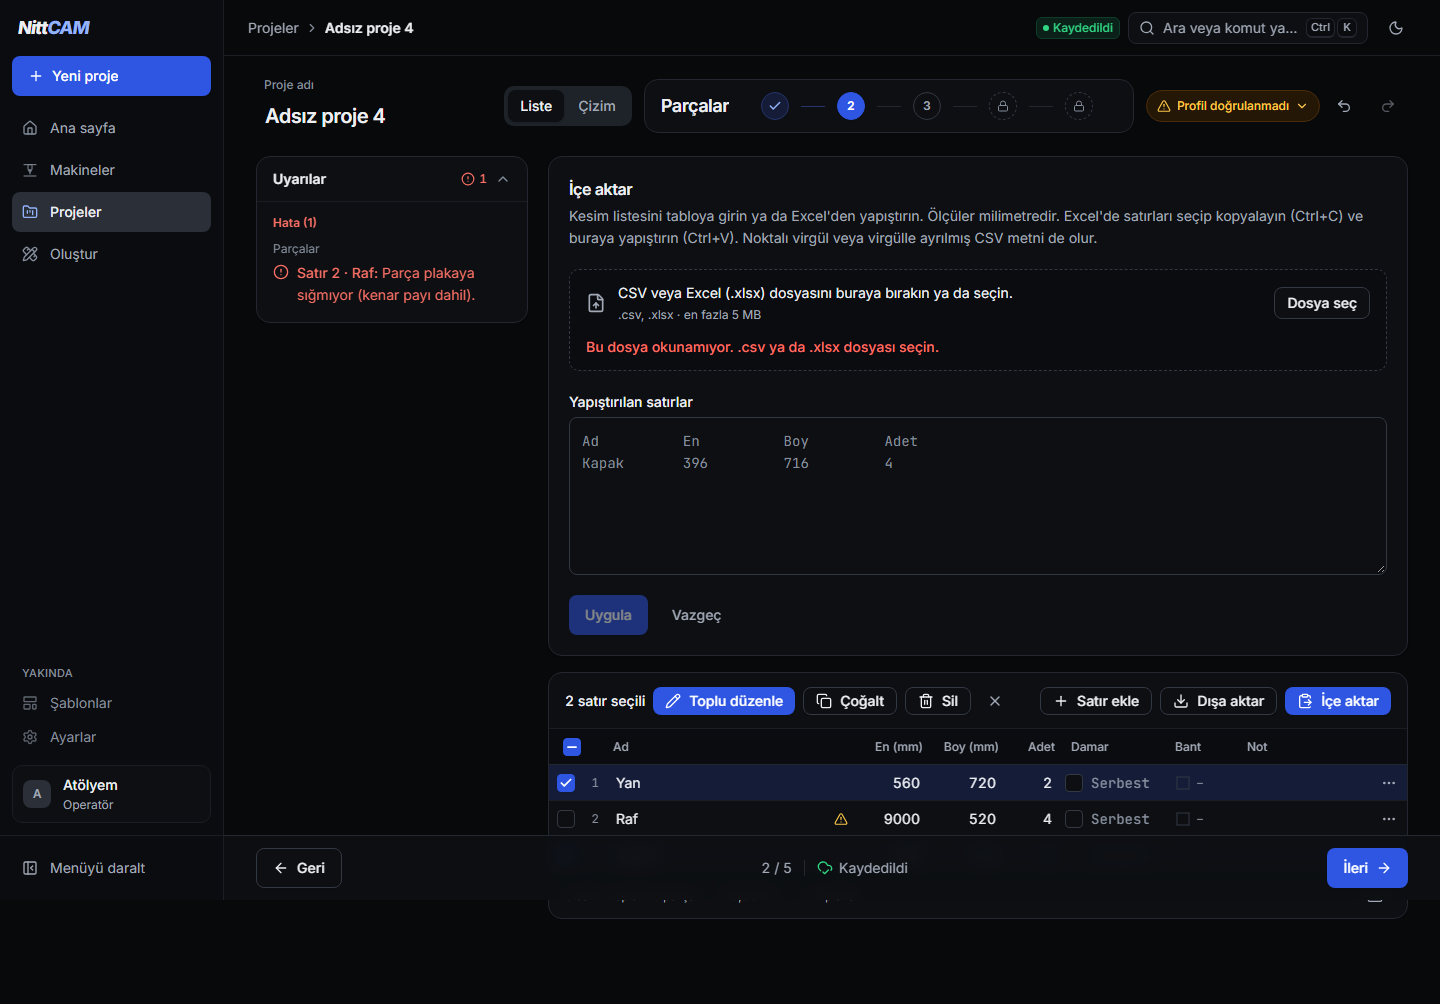 NittCAM
Projeler > Adsız proje 4
Kaydedildi
Ara veya komut ya... Ctrl K
Yeni proje
Ana sayfa
Makineler
Projeler
Oluştur
YAKINDA
Şablonlar
Ayarlar
A
Atölyem
Operatör
Menüyü daralt
Proje adı
Adsız proje 4
Liste Çizim
Parçalar
2 3
Profil doğrulanmadı
Uyarılar 1
Hata (1)
Parçalar
Satır 2 · Raf: Parça plakaya
sığmıyor (kenar payı dahil).
İçe aktar
Kesim listesini tabloya girin ya da Excel'den yapıştırın. Ölçüler milimetredir. Excel'de satırları seçip kopyalayın (Ctrl+C) ve
buraya yapıştırın (Ctrl+V). Noktalı virgül veya virgülle ayrılmış CSV metni de olur.
CSV veya Excel (.xlsx) dosyasını buraya bırakın ya da seçin.
.csv, .xlsx · en fazla 5 MB
Dosya seç
Bu dosya okunamıyor. .csv ya da .xlsx dosyası seçin.
Yapıştırılan satırlar
Ad En Boy Adet
Kapak 396 716 4
Uygula Vazgeç
2 satır seçili Toplu düzenle Çoğalt Sil Satır ekle Dışa aktar İçe aktar
Ad En (mm) Boy (mm) Adet Damar Bant Not
1 Yan 560 720 2 Serbest –
2 Raf 9000 520 4 Serbest –
Geri
2 / 5 Kaydedildi
İleri